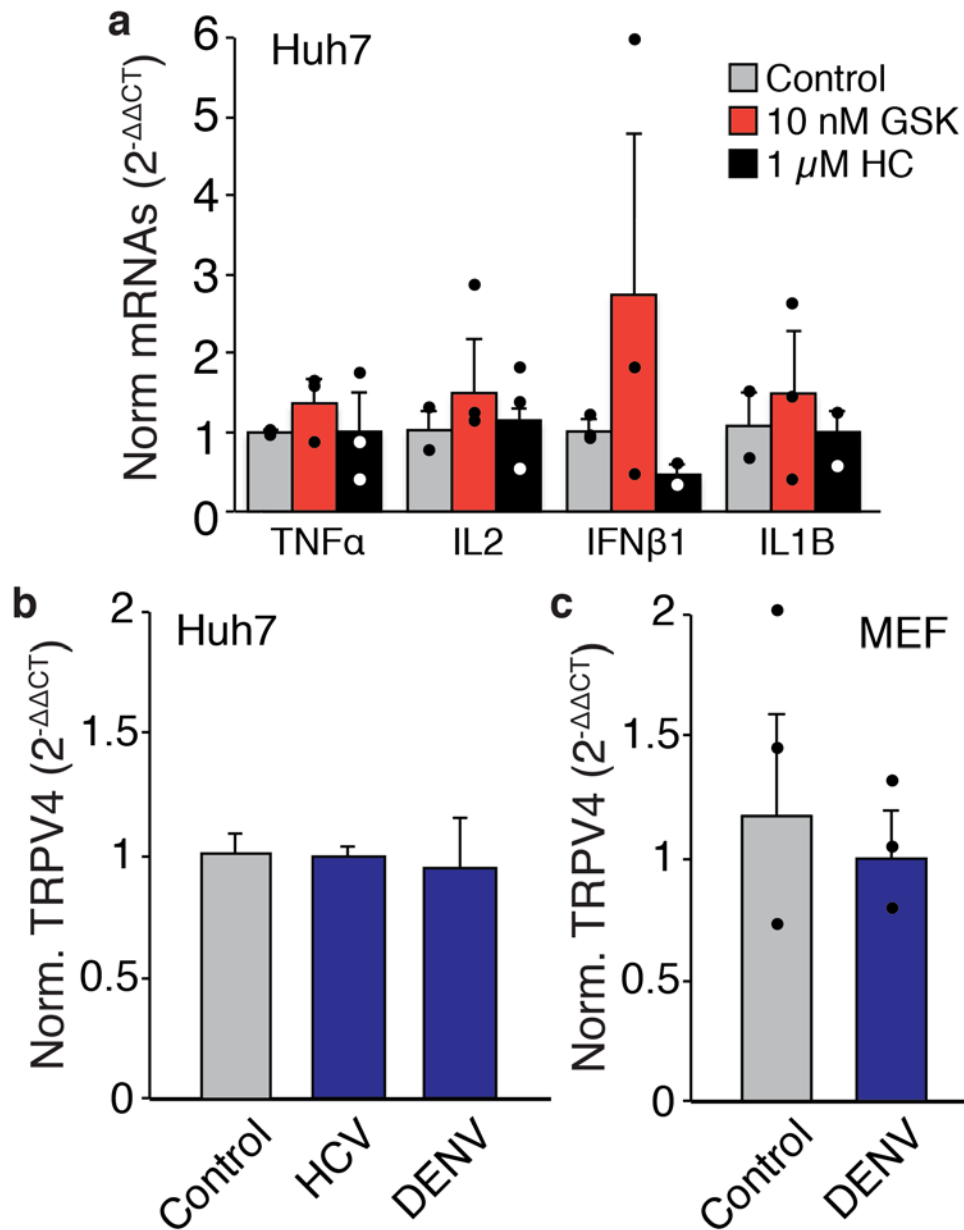 a
Huh7
Control
10 nM GSK
1 µM HC
Norm mRNAs (2-ΔΔCT)
6
5
4
3
2
1
0
TNFα IL2 IFNβ1 IL1B
b
Huh7
Norm. TRPV4 (2-ΔΔCT)
2
1.5
1
0.5
0
Control HCV DENV
c
MEF
Norm. TRPV4 (2-ΔΔCT)
2
1.5
1
0.5
0
Control DENV